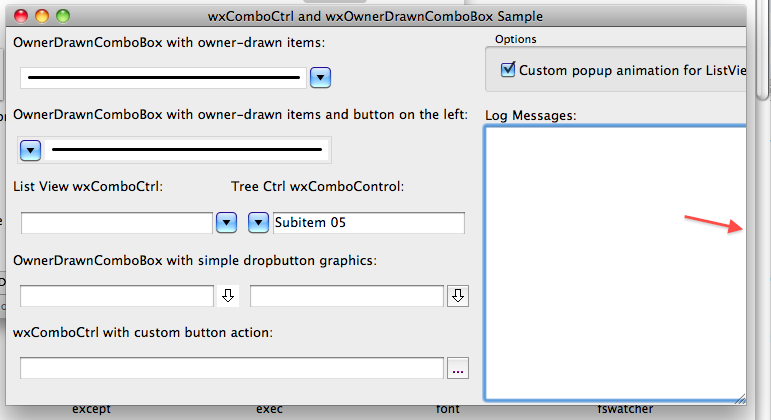 wxComboCtrl and wxOwnerDrawnComboBox Sample
OwnerDrawnComboBox with owner-drawn items:
Options
Custom popup animation for ListVie
OwnerDrawnComboBox with owner-drawn items and button on the left:
Log Messages:
List View wxComboCtrl:
Tree Ctrl wxComboControl:
Subitem 05
OwnerDrawnComboBox with simple dropbutton graphics:
wxComboCtrl with custom button action:
...
except
exec
font
fswatcher